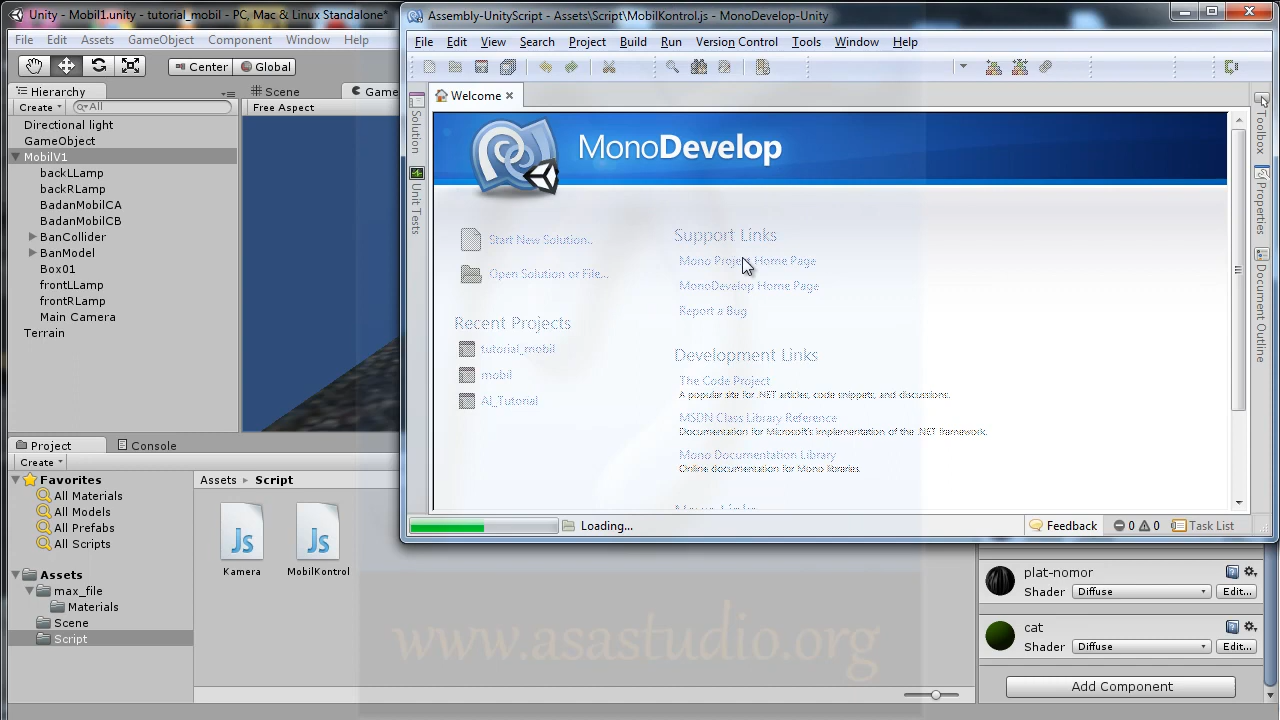 Unity - Mobil1.unity - tutorial_mobil - PC, Mac & Linux Standalone*
File Edit Assets GameObject Component Window Help
Center Global
Hierarchy
Create All
Directional light
GameObject
MobilV1
backLLamp
backRLamp
BadanMobilCA
BadanMobilCB
BanCollider
BanModel
Box01
frontLLamp
frontRLamp
Main Camera
Terrain
Scene Game
Free Aspect
Assembly-UnityScript - Assets\Script\MobilKontrol.js - MonoDevelop-Unity
File Edit View Search Project Build Run Version Control Tools Window Help
Welcome
Solution
Unit Tests
MonoDevelop
Start New Solution..
Open Solution or File...
Recent Projects
tutorial_mobil
mobil
AI_Tutorial
Support Links
Mono Project Home Page
MonoDevelop Home Page
Report a Bug
Development Links
The Code Project
A popular site for .NET articles, code snippets, and discussions.
MSDN Class Library Reference
Documentation for Microsoft's implementation of the .NET framework.
Mono Documentation Library
Online documentation for Mono libraries.
Toolbox
Properties
Document Outline
Loading...
Feedback 0 0 Task List
Project Console
Create
Favorites
All Materials
All Models
All Prefabs
All Scripts
Assets
max_file
Materials
Scene
Script
Assets Script
Js Js
Kamera MobilKontrol
plat-nomor
Shader Diffuse Edit...
cat
Shader Diffuse Edit...
Add Component
www.asastudio.org